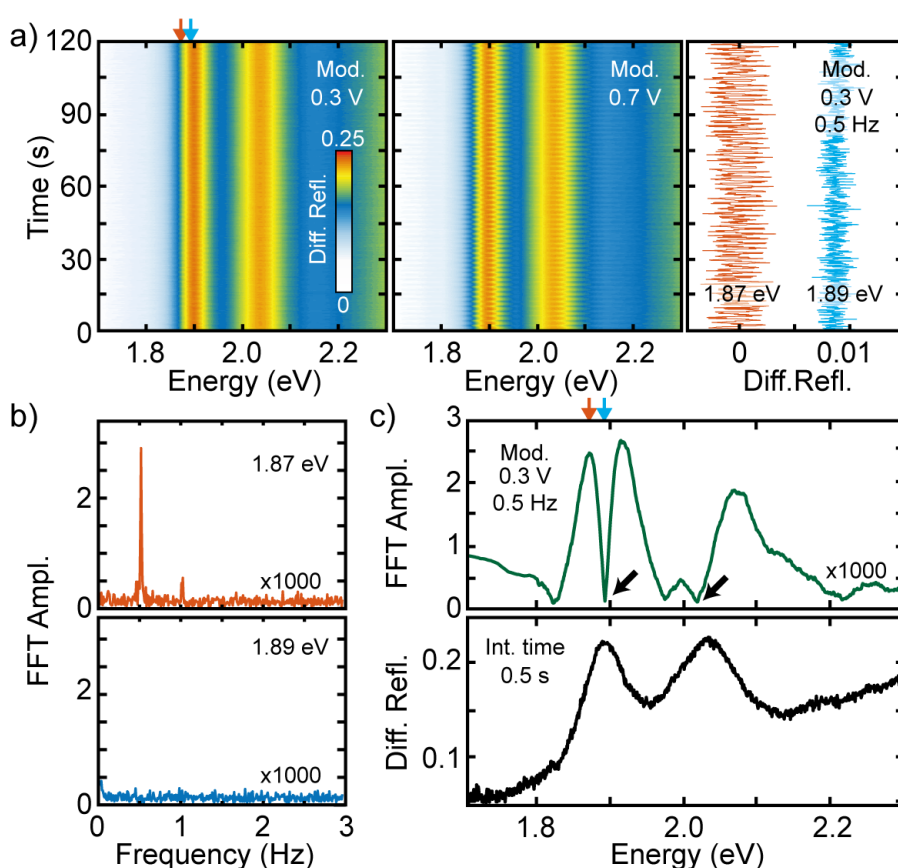 a)
120
90
60
30
0
Time (s)
Mod.
0.3 V
0.25
Diff. Refl.
0
1.8
2.0
2.2
Energy (eV)
Mod.
0.7 V
1.8
2.0
2.2
Energy (eV)
Mod.
0.3 V
0.5 Hz
1.87 eV
1.89 eV
0
0.01
Diff.Refl.
b)
FFT Ampl.
2
0
1.87 eV
x1000
2
0
1.89 eV
x1000
0
1
2
3
Frequency (Hz)
c)
FFT Ampl.
3
2
1
0
Mod.
0.3 V
0.5 Hz
x1000
Diff. Refl.
0.2
0.1
Int. time
0.5 s
1.8
2.0
2.2
Energy (eV)